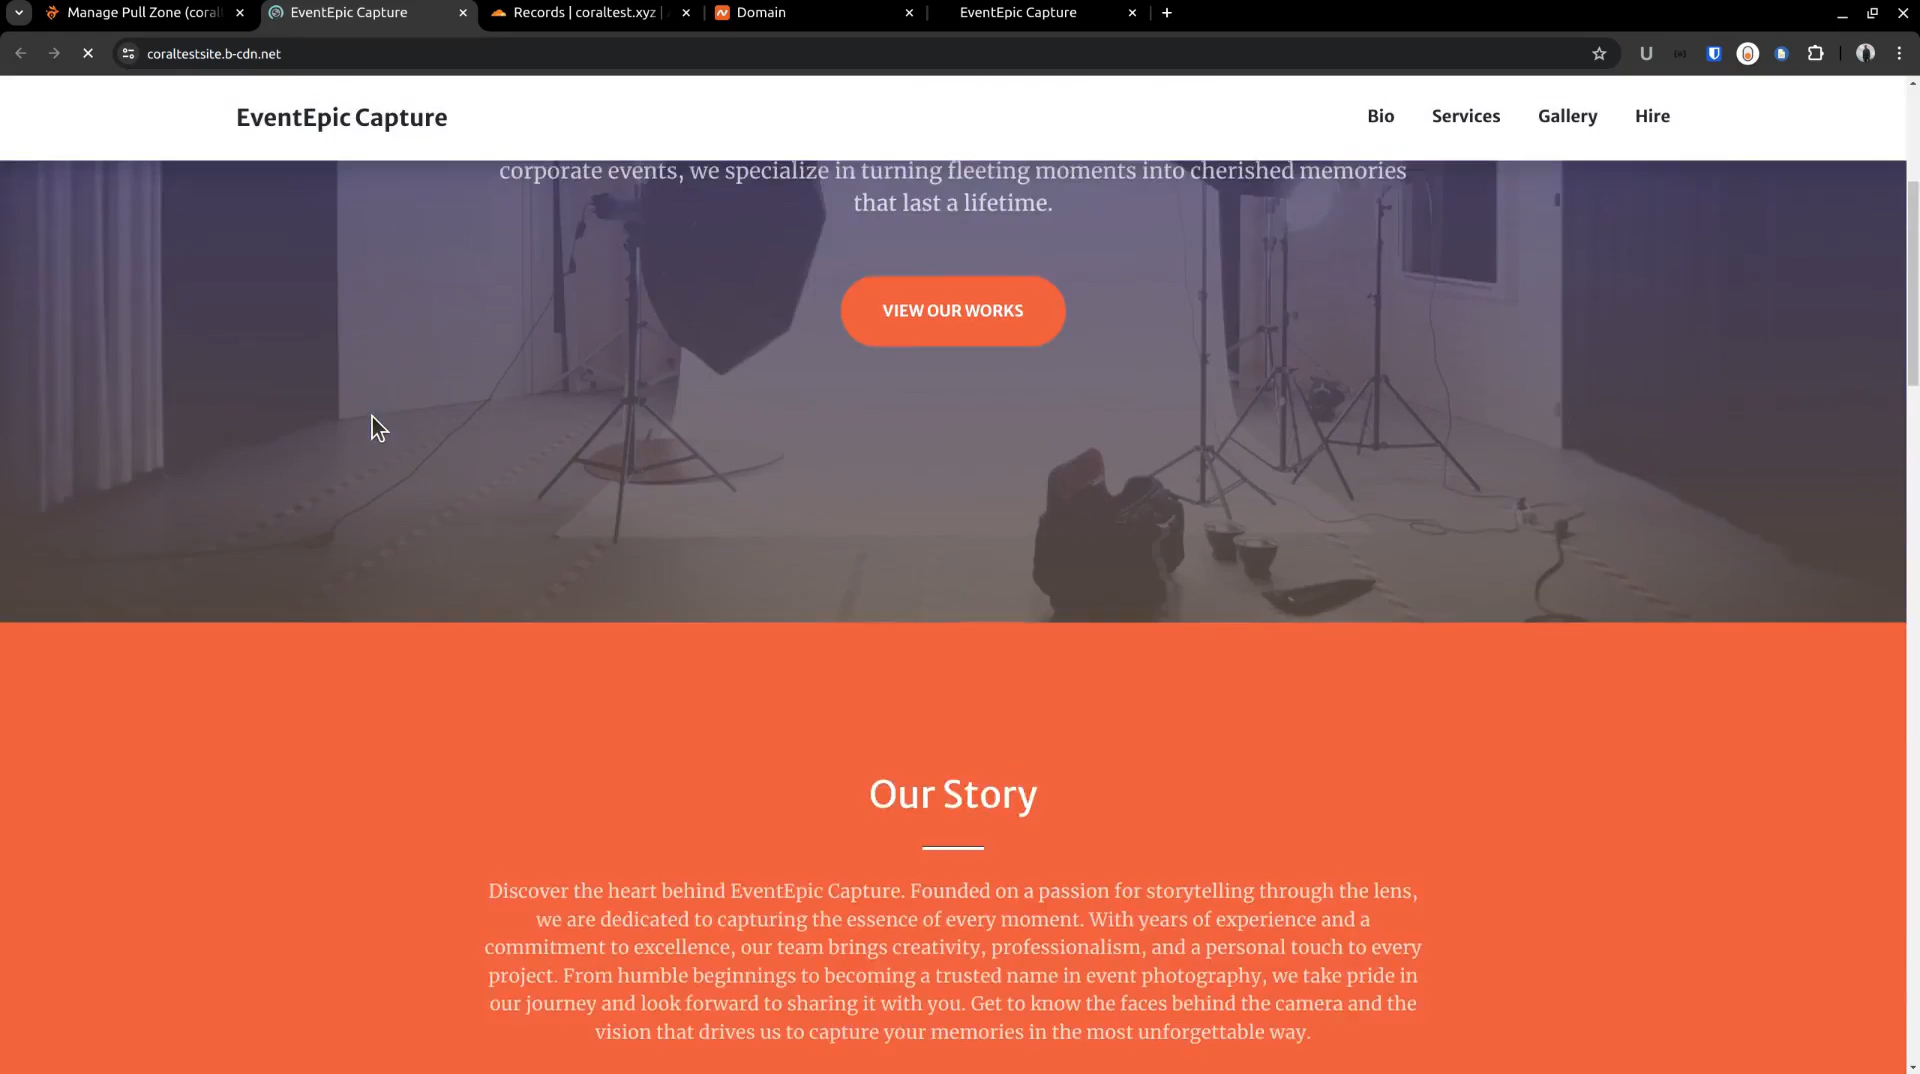 Manage Pull Zone (coral
EventEpic Capture
Records | coraltest.xyz |
Domain
EventEpic Capture
coraltestsite.b-cdn.net
EventEpic Capture
Bio
Services
Gallery
Hire
corporate events, we specialize in turning fleeting moments into cherished memories
that last a lifetime.
VIEW OUR WORKS
Our Story
Discover the heart behind EventEpic Capture. Founded on a passion for storytelling through the lens,
we are dedicated to capturing the essence of every moment. With years of experience and a
commitment to excellence, our team brings creativity, professionalism, and a personal touch to every
project. From humble beginnings to becoming a trusted name in event photography, we take pride in
our journey and look forward to sharing it with you. Get to know the faces behind the camera and the
vision that drives us to capture your memories in the most unforgettable way.